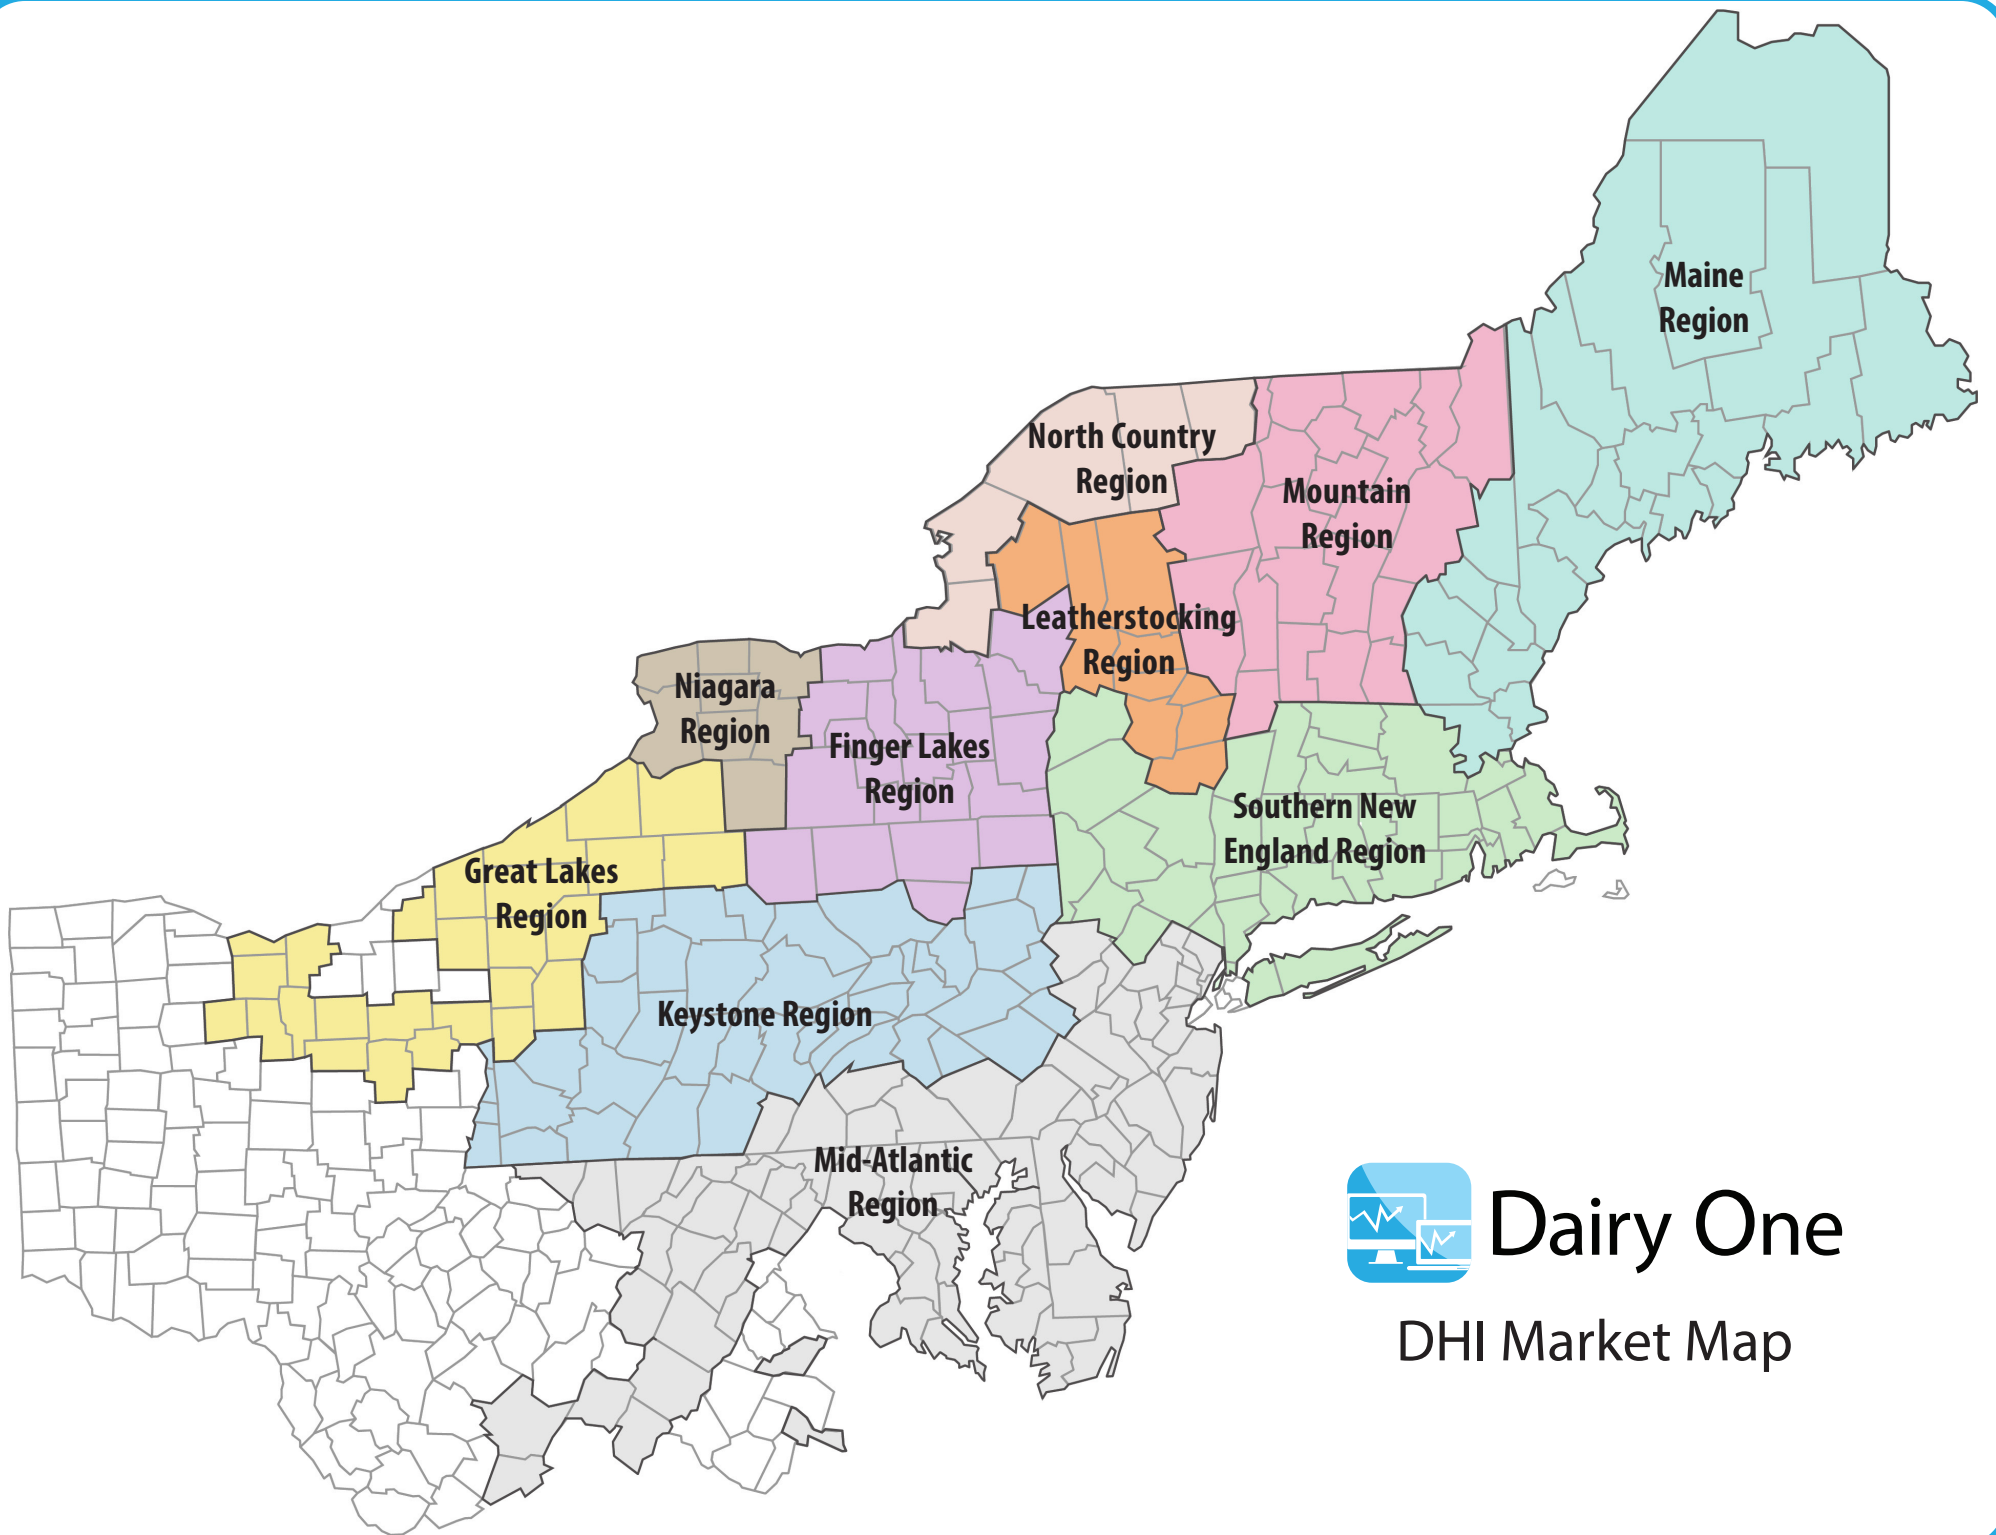 Maine
Region
North Country
Region
Mountain
Region
Leatherstocking
Region
Niagara
Region
Finger Lakes
Region
Southern New
England Region
Great Lakes
Region
Keystone Region
Mid-Atlantic
Region
Dairy One
DHI Market Map